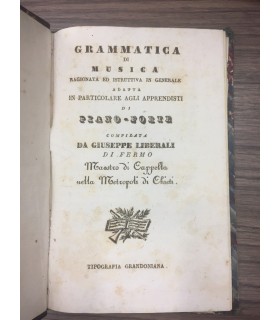 GRAMMATICA
DI
MUSICA
RAGIONATA ED ISTRUTTIVA IN GENERALE
ADATTA
IN PARTICOLARE AGLI APPRENDISTI
DI
PIANO-FORTE
COMPILATA
DA GIUSEPPE LIBERALI
DI FERMO
Maestro di Cappella
nella Metropoli di Chieti.
TIPOGRAFIA GRANDONIANA.